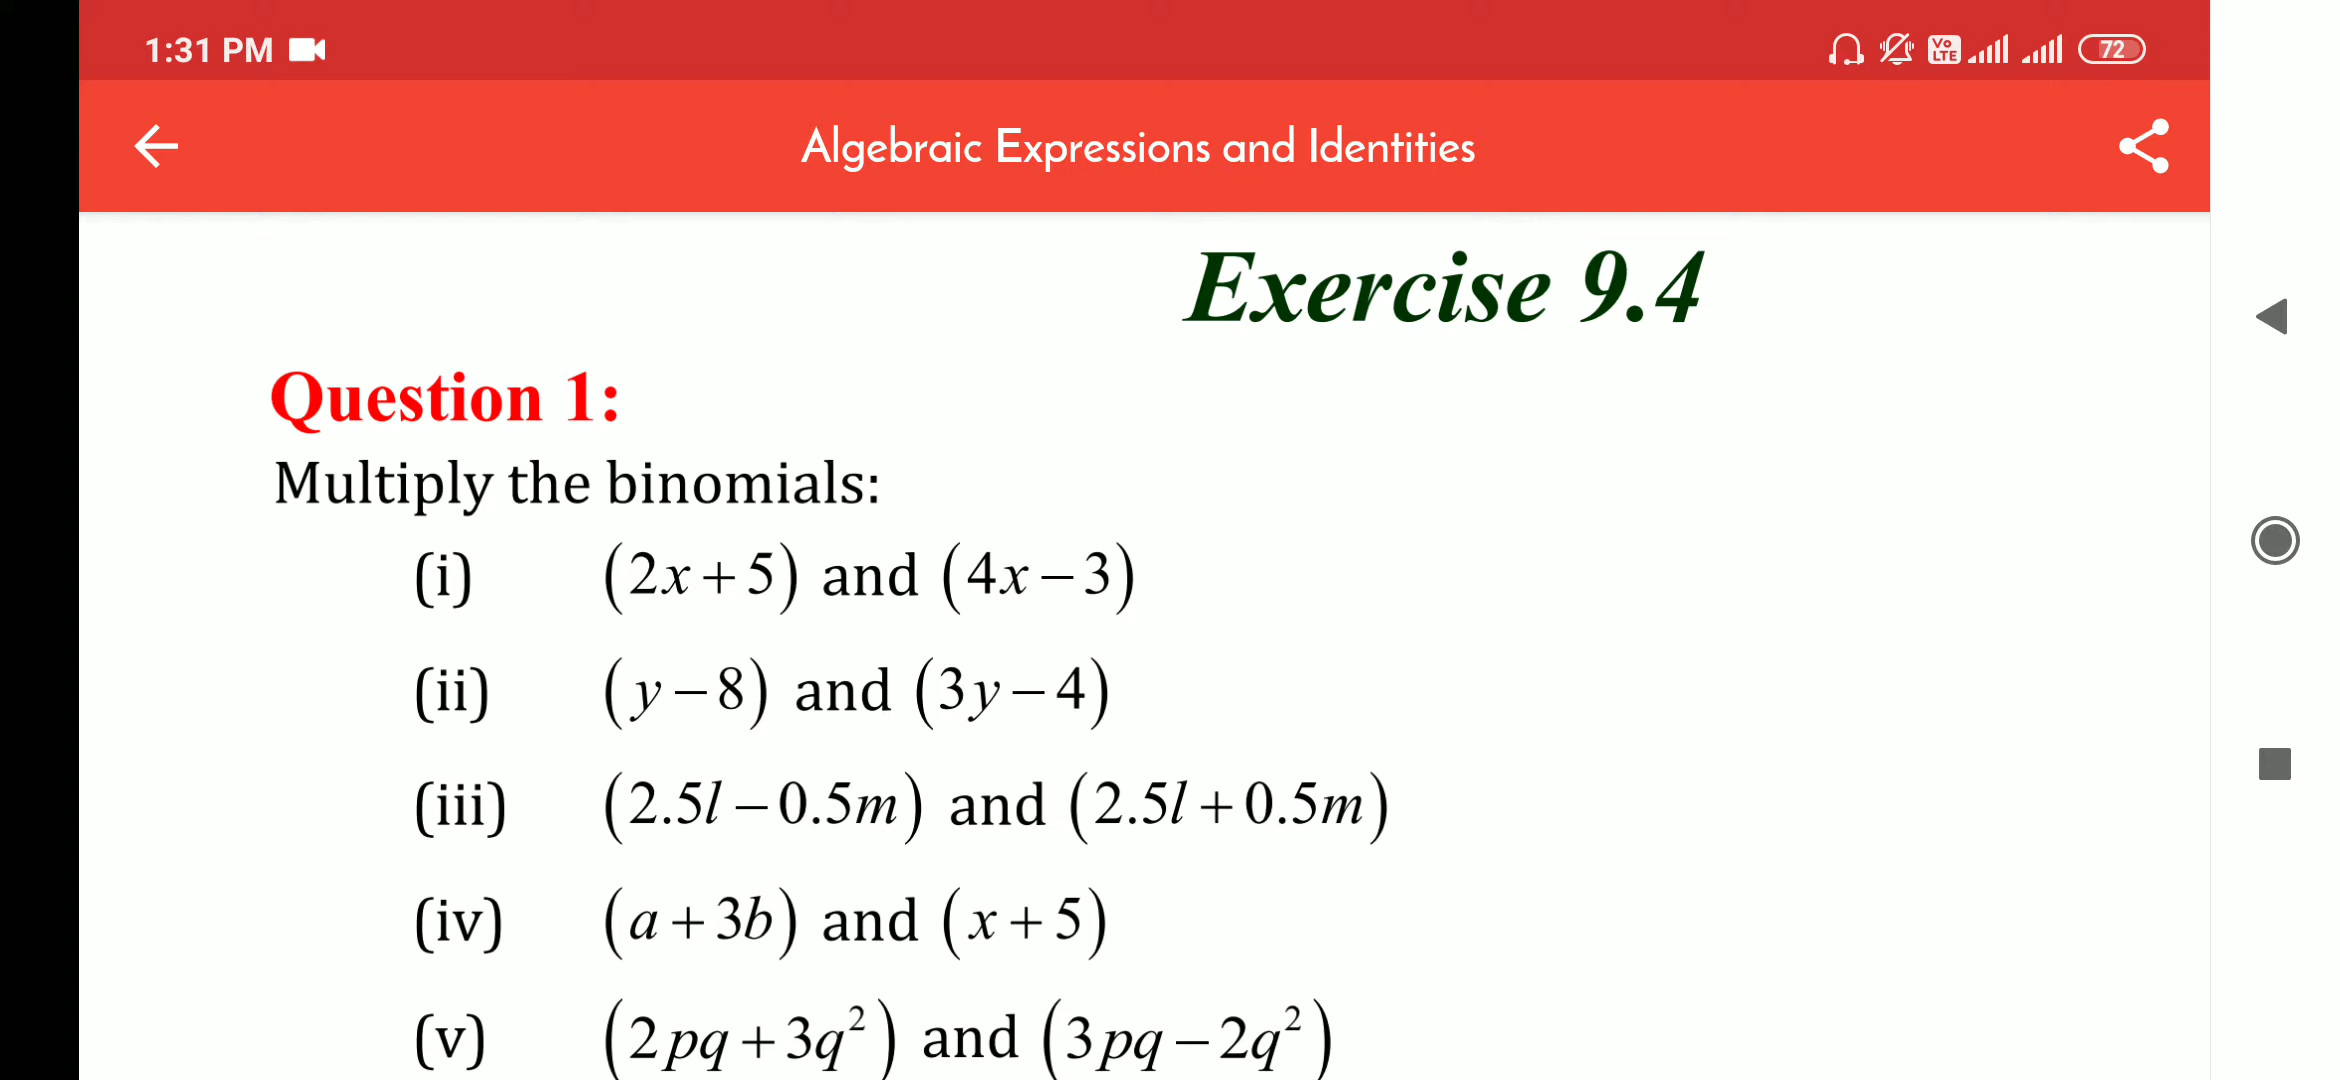 1:31 PM Vo LTE 72
Algebraic Expressions and Identities
Exercise 9.4
Question 1:
Multiply the binomials:
(i) (2x+5) and (4x−3)
(ii) (y−8) and (3y−4)
(iii) (2.5l−0.5m) and (2.5l+0.5m)
(iv) (a+3b) and (x+5)
(v) (2pq+3q²) and (3pq−2q²)